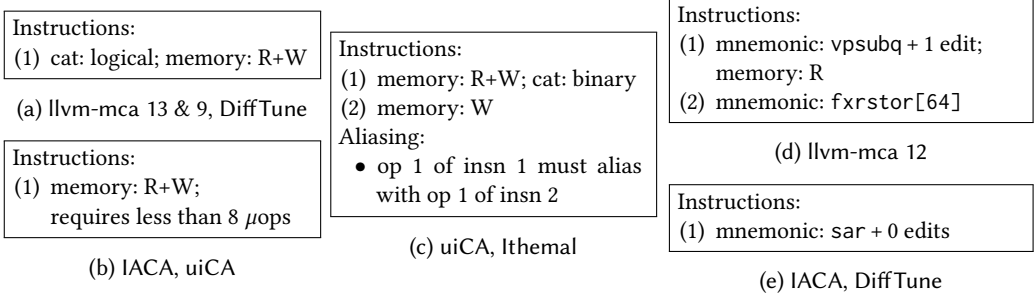 Instructions:
(1) cat: logical; memory: R+W
(a) llvm-mca 13 & 9, DiffTune
Instructions:
(1) memory: R+W;
requires less than 8 μops
(b) IACA, uiCA
Instructions:
(1) memory: R+W; cat: binary
(2) memory: W
Aliasing:
• op 1 of insn 1 must alias
with op 1 of insn 2
(c) uiCA, Ithemal
Instructions:
(1) mnemonic: vpsubq + 1 edit;
memory: R
(2) mnemonic: fxrstor[64]
(d) llvm-mca 12
Instructions:
(1) mnemonic: sar + 0 edits
(e) IACA, DiffTune